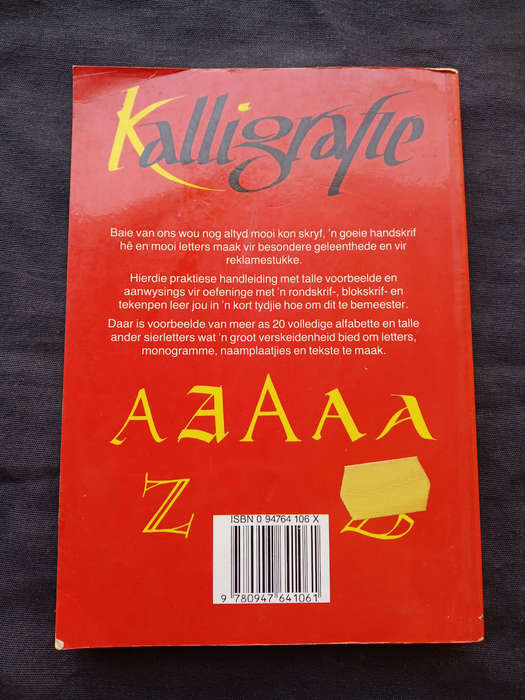 Kalligrafie
Baie van ons wou nog altyd mooi kon skryf, 'n goeie handskrif
hê en mooi letters maak vir besondere geleenthede en vir
reklamestukke.
Hierdie praktiese handleiding met talle voorbeelde en
aanwysings vir oefeninge met 'n rondskrif-, blokskrif- en
tekenpen leer jou in 'n kort tydjie hoe om dit te bemeester.
Daar is voorbeelde van meer as 20 volledige alfabette en talle
ander sierletters wat 'n groot verskeidenheid bied om letters,
monogramme, naamplaatjies en tekste te maak.
A A A A A
Z
ISBN 0 94764 106 X
9 780947 641061